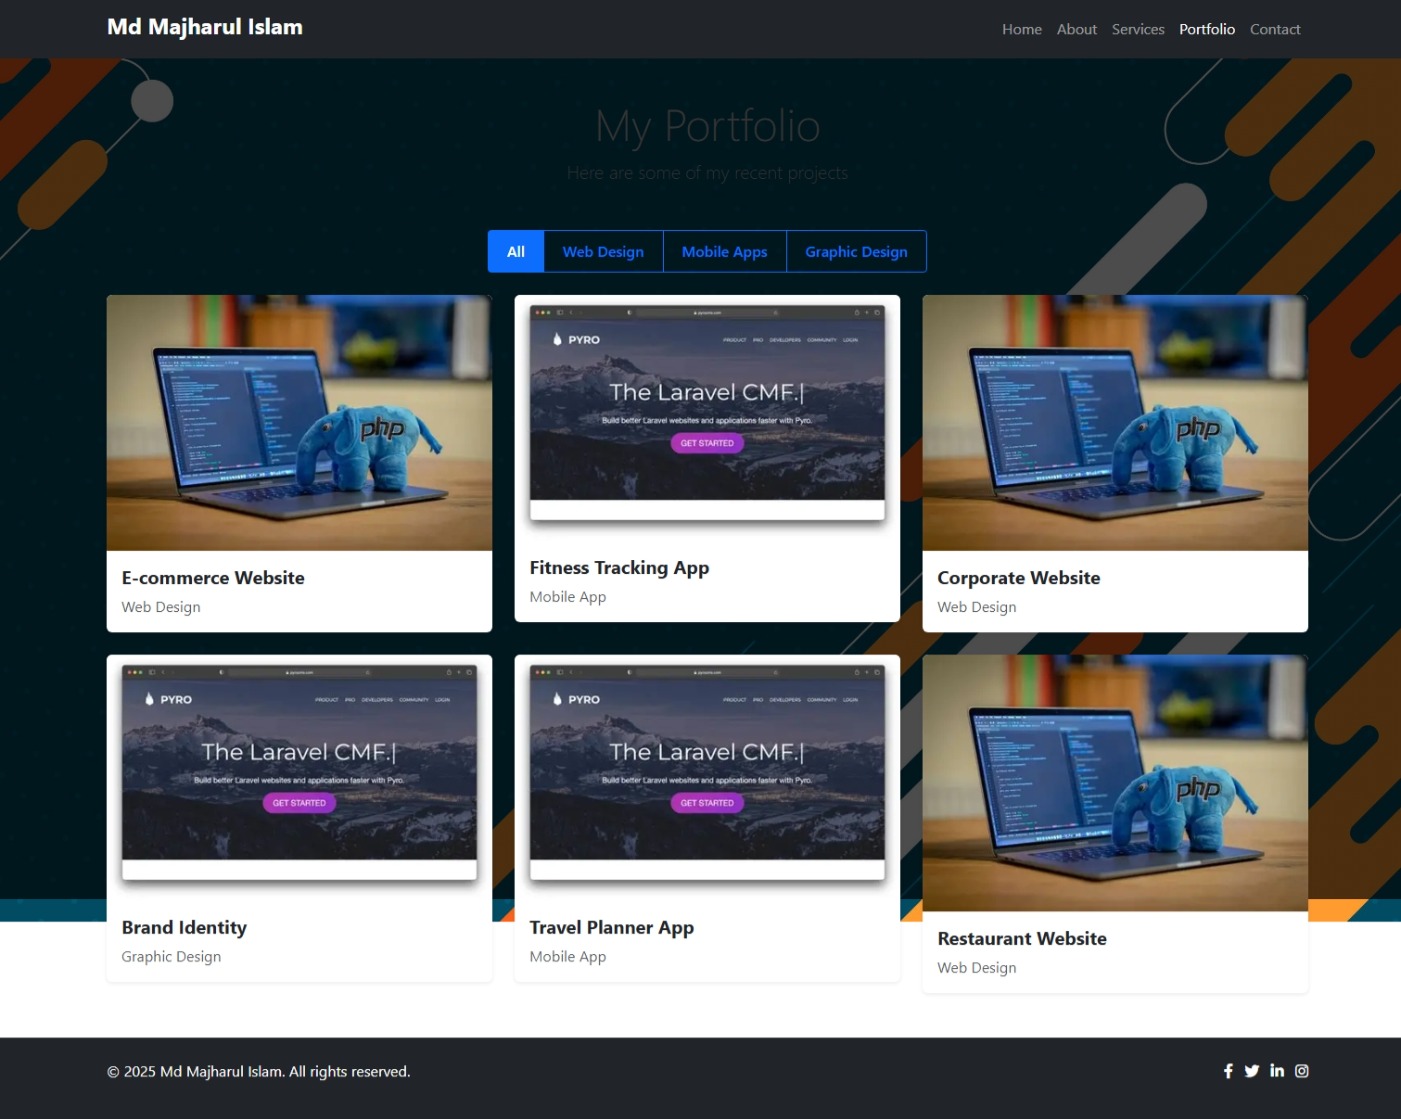 Md Majharul Islam
Home About Services Portfolio Contact
My Portfolio
Here are some of my recent projects
All Web Design Mobile Apps Graphic Design
php
E-commerce Website
Web Design
PYRO PRODUCT PRO DEVELOPERS COMMUNITY LOGIN
The Laravel CMF.|
Build better Laravel websites and applications faster with Pyro.
GET STARTED
Fitness Tracking App
Mobile App
php
Corporate Website
Web Design
PYRO PRODUCT PRO DEVELOPERS COMMUNITY LOGIN
The Laravel CMF.|
Build better Laravel websites and applications faster with Pyro.
GET STARTED
Brand Identity
Graphic Design
PYRO PRODUCT PRO DEVELOPERS COMMUNITY LOGIN
The Laravel CMF.|
Build better Laravel websites and applications faster with Pyro.
GET STARTED
Travel Planner App
Mobile App
php
Restaurant Website
Web Design
© 2025 Md Majharul Islam. All rights reserved.